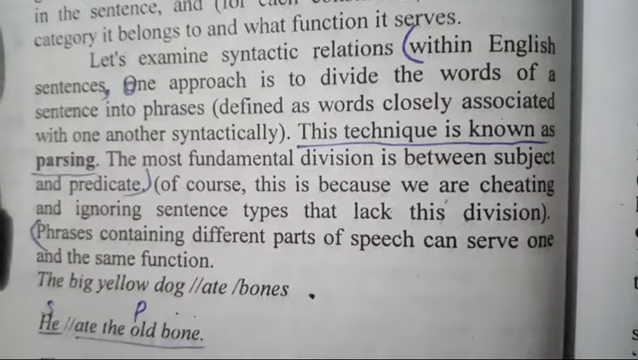 in the sentence, and (for each
category it belongs to and what function it serves.
Let's examine syntactic relations within English
sentences, One approach is to divide the words of a
sentence into phrases (defined as words closely associated
with one another syntactically). This technique is known as
parsing. The most fundamental division is between subject
and predicate. (of course, this is because we are cheating
and ignoring sentence types that lack this division).
Phrases containing different parts of speech can serve one
and the same function.
The big yellow dog //ate /bones
S P
He //ate the old bone.